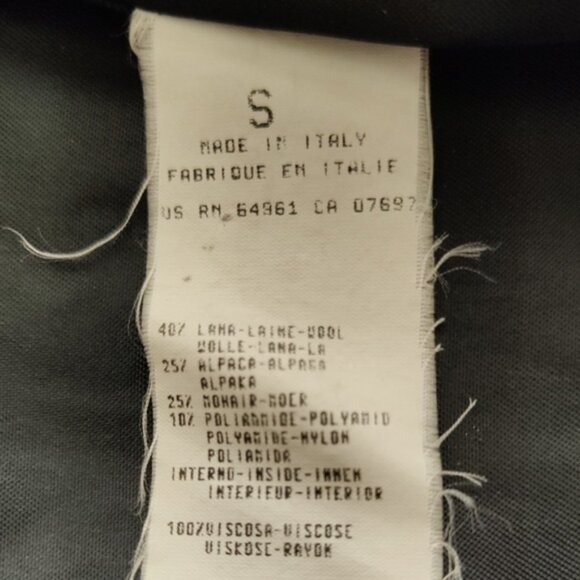 S
MADE IN ITALY
FABRIQUE EN ITALIE
US RN 64961 CA 07697
40% LANA-LAINE-WOOL
WOLLE-LANA-LA
25% ALPACA-ALPAKA
ALPAKA
25% MOHAIR-MOER
10% POLIAMMIDE-POLYAMID
POLYAMIDE-NYLON
POLIAMIDA
INTERNO-INSIDE-INNEN
INTERIEUR-INTERIOR
100%VISCOSA-VISCOSE
VISKOSE-RAYON